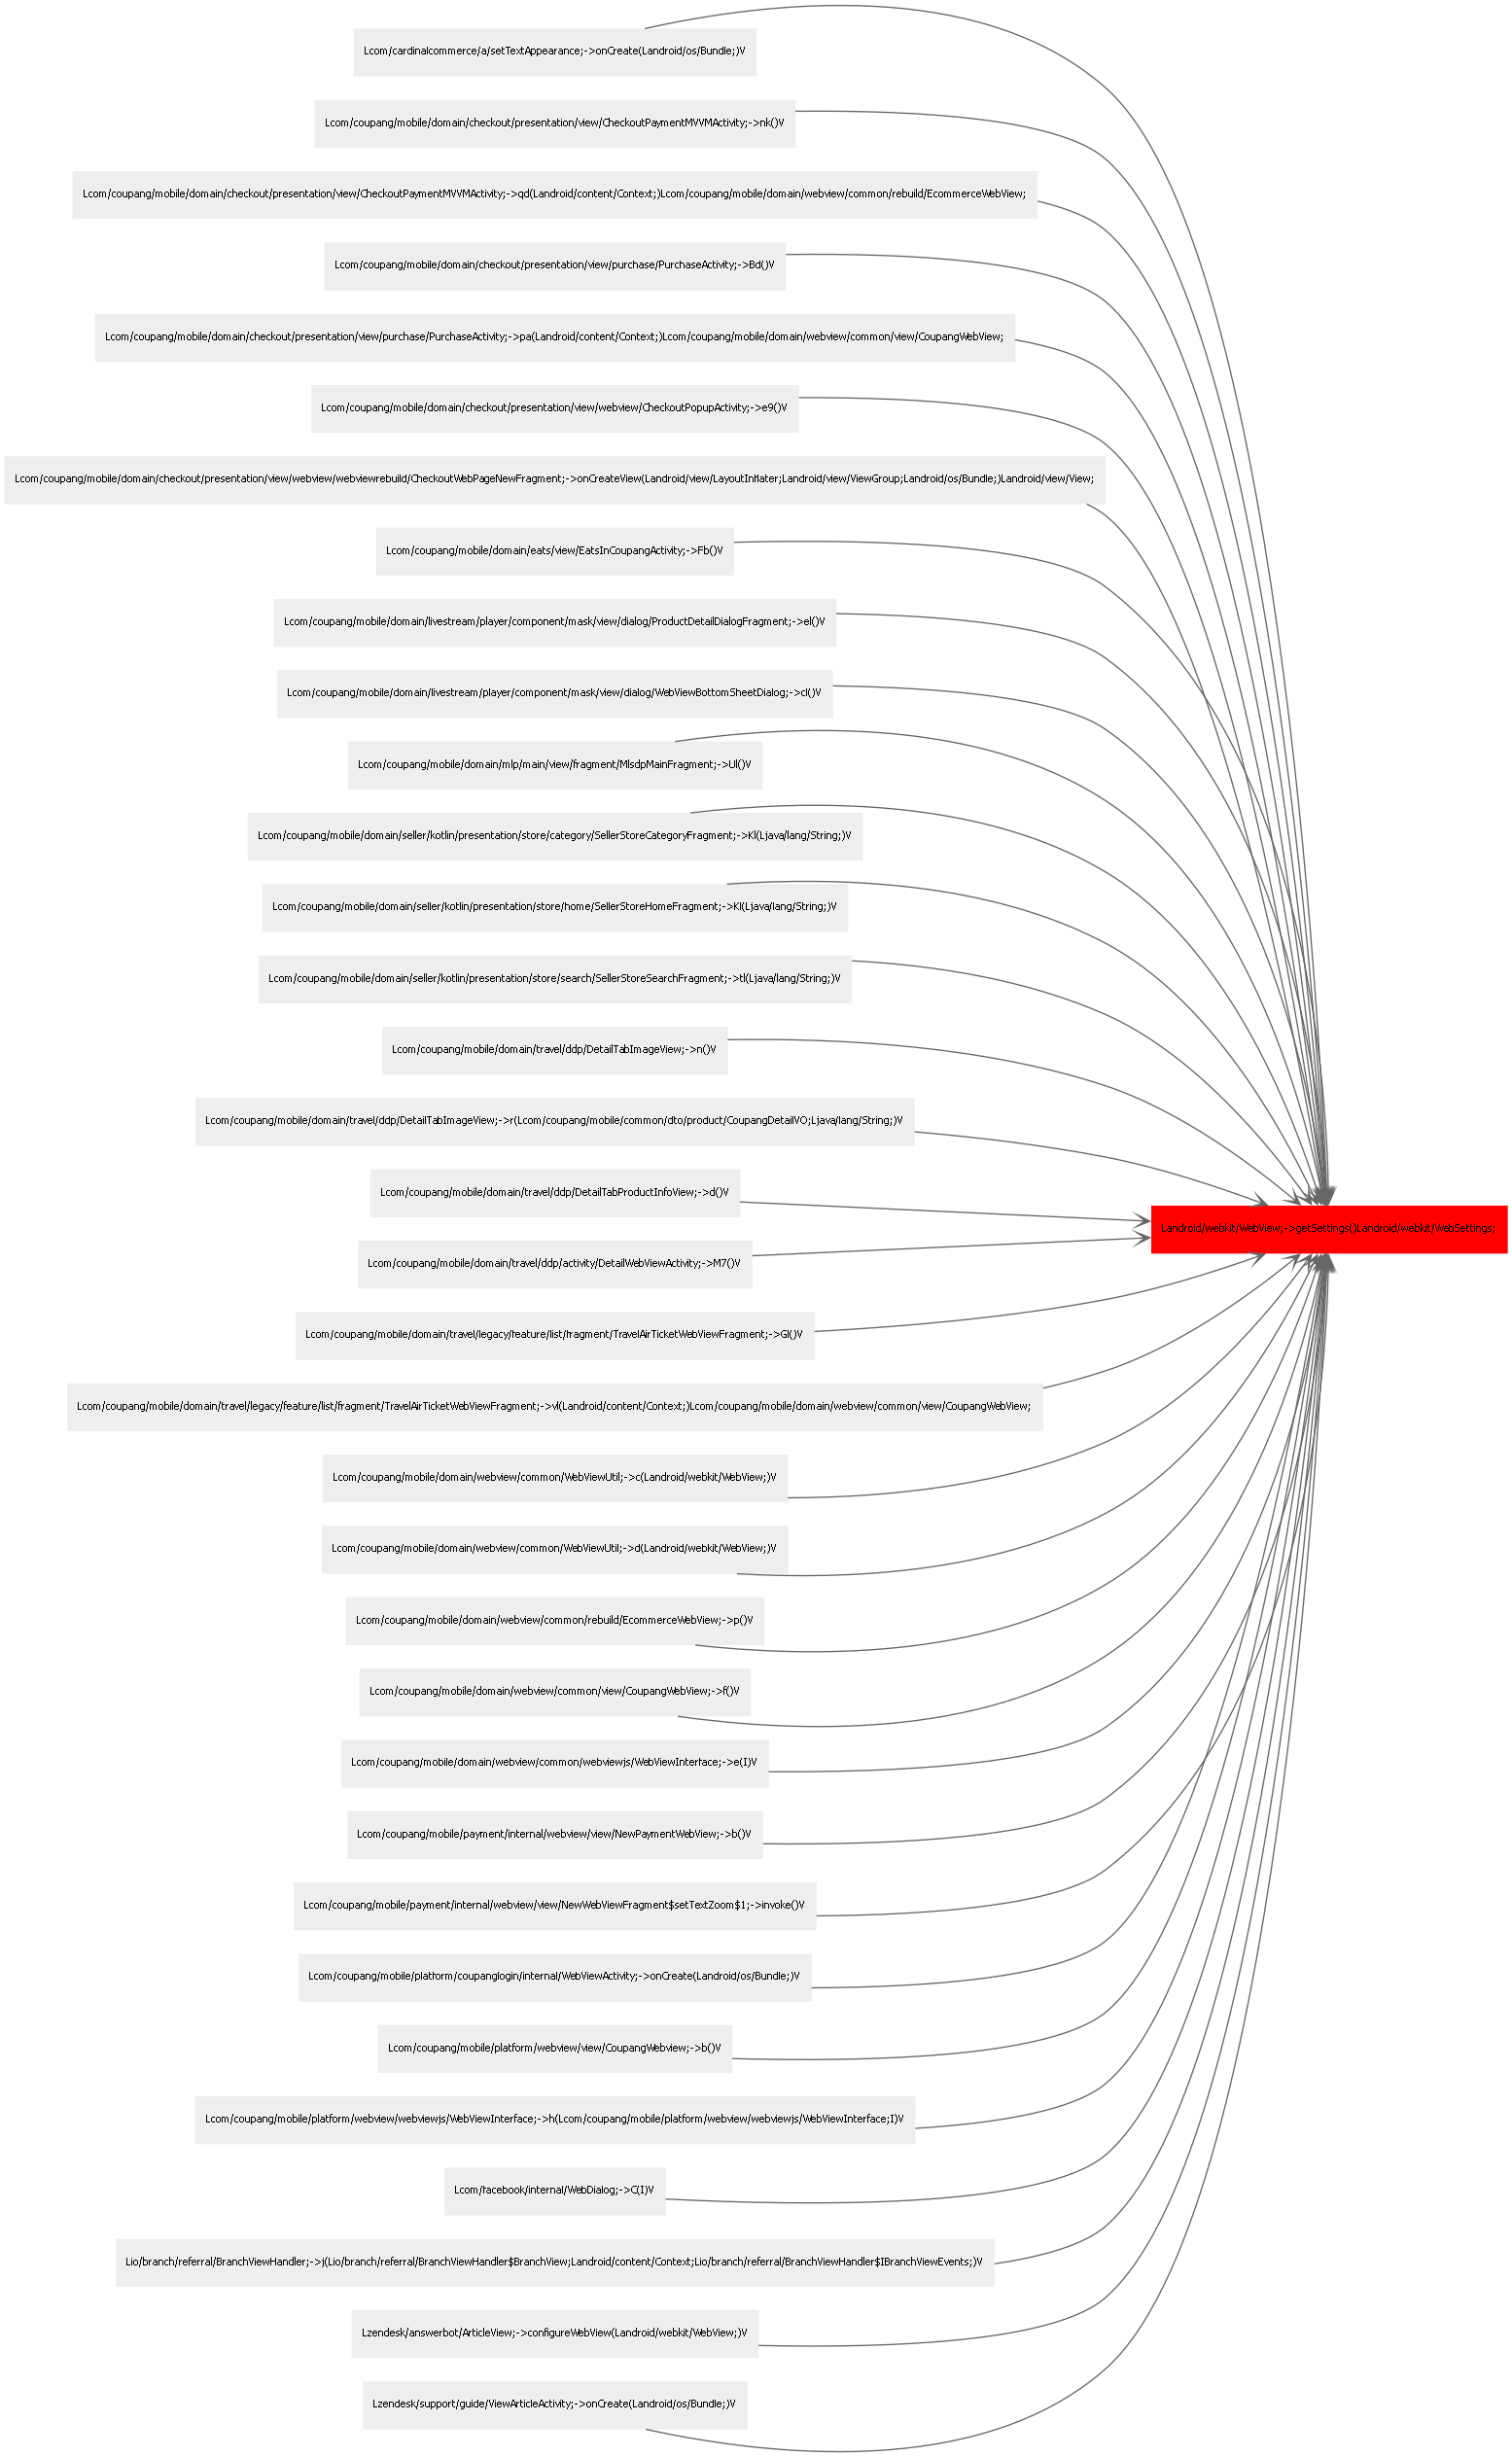 Lcom/cardinalcommerce/a/setTextAppearance;->onCreate(Landroid/os/Bundle;)V
Lcom/coupang/mobile/domain/checkout/presentation/view/CheckoutPaymentMVVMActivity;->nk()V
Lcom/coupang/mobile/domain/checkout/presentation/view/CheckoutPaymentMVVMActivity;->qd(Landroid/content/Context;)Lcom/coupang/mobile/domain/webview/common/rebuild/EcommerceWebView;
Lcom/coupang/mobile/domain/checkout/presentation/view/purchase/PurchaseActivity;->Bd()V
Lcom/coupang/mobile/domain/checkout/presentation/view/purchase/PurchaseActivity;->pa(Landroid/content/Context;)Lcom/coupang/mobile/domain/webview/common/view/CoupangWebView;
Lcom/coupang/mobile/domain/checkout/presentation/view/webview/CheckoutPopupActivity;->e9()V
Lcom/coupang/mobile/domain/checkout/presentation/view/webview/webviewrebuild/CheckoutWebPageNewFragment;->onCreateView(Landroid/view/LayoutInflater;Landroid/view/ViewGroup;Landroid/os/Bundle;)Landroid/view/View;
Lcom/coupang/mobile/domain/eats/view/EatsInCoupangActivity;->Fb()V
Lcom/coupang/mobile/domain/livestream/player/component/mask/view/dialog/ProductDetailDialogFragment;->el()V
Lcom/coupang/mobile/domain/livestream/player/component/mask/view/dialog/WebViewBottomSheetDialog;->cl()V
Lcom/coupang/mobile/domain/mlp/main/view/fragment/MlsdpMainFragment;->Ul()V
Lcom/coupang/mobile/domain/seller/kotlin/presentation/store/category/SellerStoreCategoryFragment;->Kl(Ljava/lang/String;)V
Lcom/coupang/mobile/domain/seller/kotlin/presentation/store/home/SellerStoreHomeFragment;->Kl(Ljava/lang/String;)V
Lcom/coupang/mobile/domain/seller/kotlin/presentation/store/search/SellerStoreSearchFragment;->tl(Ljava/lang/String;)V
Lcom/coupang/mobile/domain/travel/ddp/DetailTabImageView;->n()V
Lcom/coupang/mobile/domain/travel/ddp/DetailTabImageView;->r(Lcom/coupang/mobile/common/dto/product/CoupangDetailVO;Ljava/lang/String;)V
Lcom/coupang/mobile/domain/travel/ddp/DetailTabProductInfoView;->d()V
Landroid/webkit/WebView;->getSettings()Landroid/webkit/WebSettings;
Lcom/coupang/mobile/domain/travel/ddp/activity/DetailWebViewActivity;->M7()V
Lcom/coupang/mobile/domain/travel/legacy/feature/list/fragment/TravelAirTicketWebViewFragment;->Gl()V
Lcom/coupang/mobile/domain/travel/legacy/feature/list/fragment/TravelAirTicketWebViewFragment;->vl(Landroid/content/Context;)Lcom/coupang/mobile/domain/webview/common/view/CoupangWebView;
Lcom/coupang/mobile/domain/webview/common/WebViewUtil;->c(Landroid/webkit/WebView;)V
Lcom/coupang/mobile/domain/webview/common/WebViewUtil;->d(Landroid/webkit/WebView;)V
Lcom/coupang/mobile/domain/webview/common/rebuild/EcommerceWebView;->p()V
Lcom/coupang/mobile/domain/webview/common/view/CoupangWebView;->f()V
Lcom/coupang/mobile/domain/webview/common/webviewjs/WebViewInterface;->e(I)V
Lcom/coupang/mobile/payment/internal/webview/view/NewPaymentWebView;->b()V
Lcom/coupang/mobile/payment/internal/webview/view/NewWebViewFragment$setTextZoom$1;->invoke()V
Lcom/coupang/mobile/platform/coupanglogin/internal/WebViewActivity;->onCreate(Landroid/os/Bundle;)V
Lcom/coupang/mobile/platform/webview/view/CoupangWebview;->b()V
Lcom/coupang/mobile/platform/webview/webviewjs/WebViewInterface;->h(Lcom/coupang/mobile/platform/webview/webviewjs/WebViewInterface;I)V
Lcom/facebook/internal/WebDialog;->C(I)V
Lio/branch/referral/BranchViewHandler;->j(Lio/branch/referral/BranchViewHandler$BranchView;Landroid/content/Context;Lio/branch/referral/BranchViewHandler$IBranchViewEvents;)V
Lzendesk/answerbot/ArticleView;->configureWebView(Landroid/webkit/WebView;)V
Lzendesk/support/guide/ViewArticleActivity;->onCreate(Landroid/os/Bundle;)V